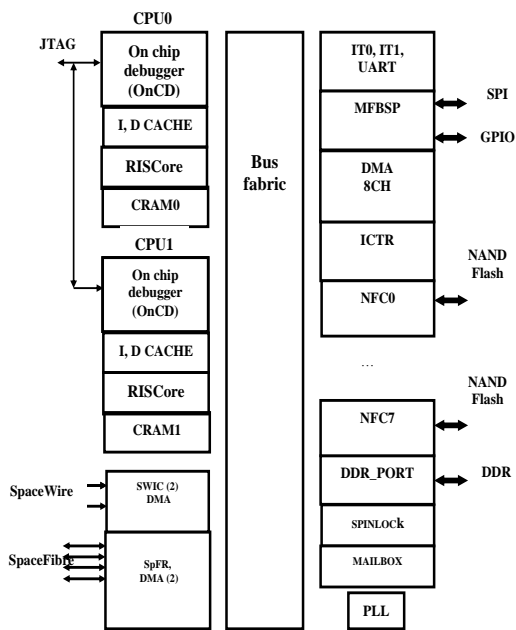 CPU0
JTAG
On chip
debugger
(OnCD)
I, D CACHE
RISCore
CRAM0
CPU1
On chip
debugger
(OnCD)
I, D CACHE
RISCore
CRAM1
SpaceWire
SWIC (2)
DMA
SpaceFibre
SpFR,
DMA (2)
Bus
fabric
IT0, IT1,
UART
MFBSP
SPI
GPIO
DMA
8CH
ICTR
NFC0
NAND
Flash
...
NFC7
NAND
Flash
DDR_PORT
DDR
SPINLOCk
MAILBOX
PLL